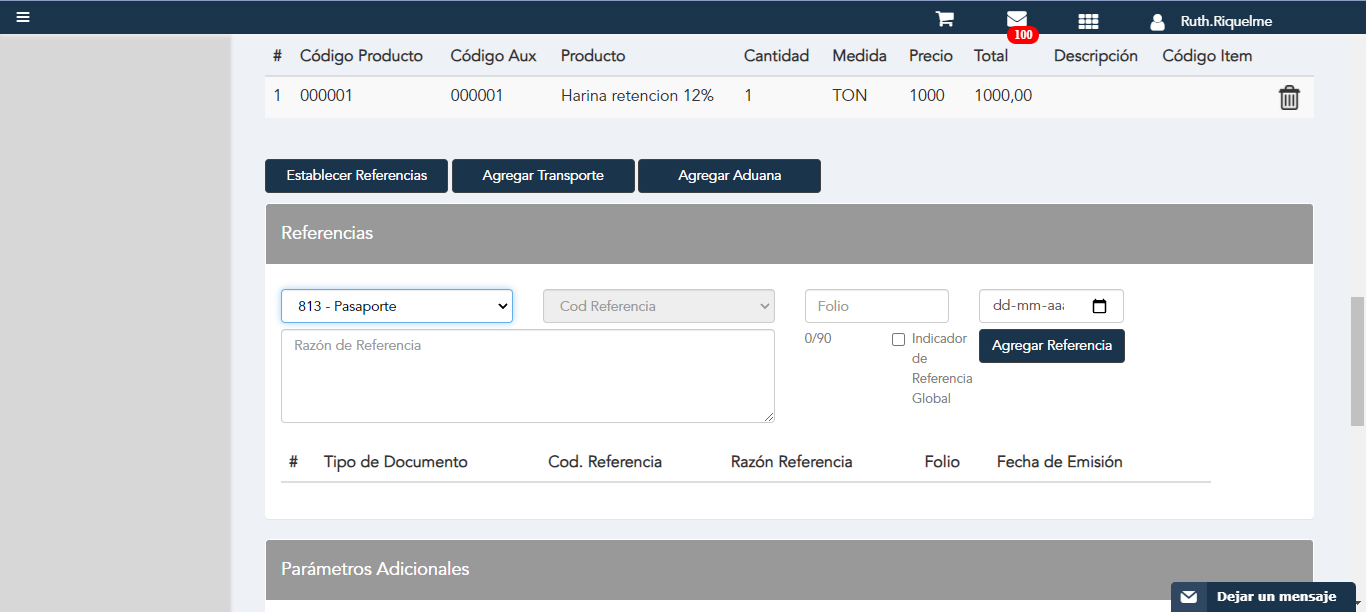 100
Ruth.Riquelme
# Código Producto Código Aux Producto Cantidad Medida Precio Total Descripción Código Item
1 000001 000001 Harina retencion 12% 1 TON 1000 1000,00
Establecer Referencias Agregar Transporte Agregar Aduana
Referencias
813 - Pasaporte Cod Referencia Folio dd-mm-aaa
Razón de Referencia
0/90
Indicador
de
Referencia
Global
Agregar Referencia
# Tipo de Documento Cod. Referencia Razón Referencia Folio Fecha de Emisión
Parámetros Adicionales
Dejar un mensaje